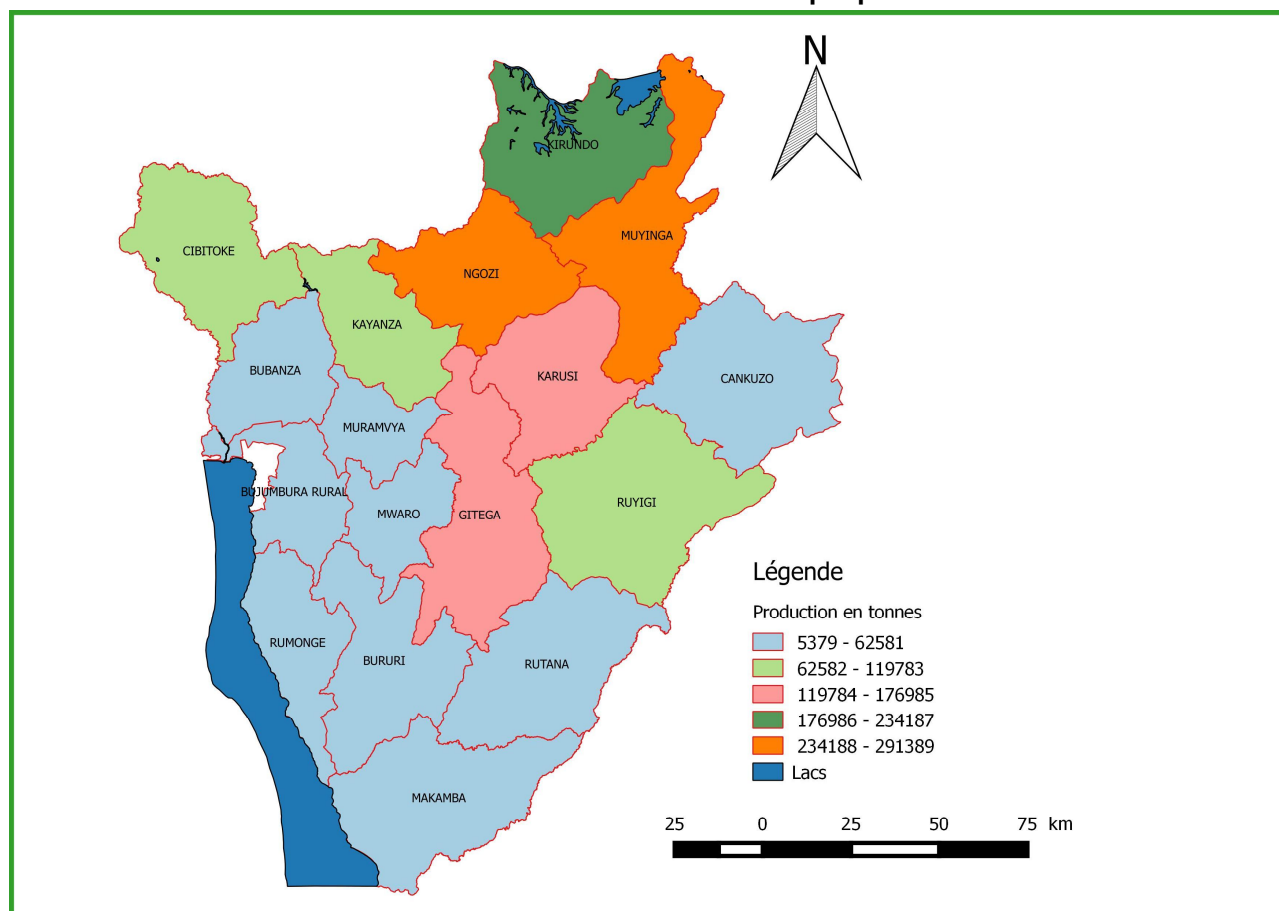 N
KIRUNDO
MUYINGA
CIBITOKE
NGOZI
KAYANZA
BUBANZA
KARUSI
CANKUZO
MURAMVYA
BUJUMBURA RURAL
MWARO
GITEGA
RUYIGI
RUMONGE
BURURI
RUTANA
MAKAMBA
Légende
Production en tonnes
5379 - 62581
62582 - 119783
119784 - 176985
176986 - 234187
234188 - 291389
Lacs
25 0 25 50 75 km